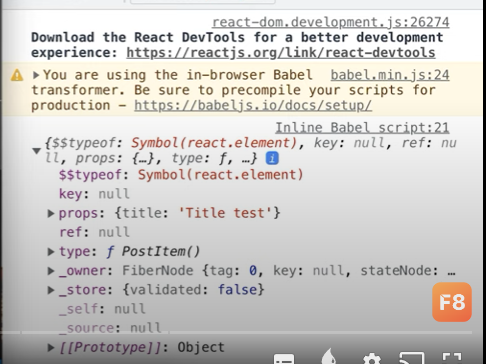 react-dom.development.js:26274
Download the React DevTools for a better development
experience: https://reactjs.org/link/react-devtools
You are using the in-browser Babel babel.min.js:24
transformer. Be sure to precompile your scripts for
production – https://babeljs.io/docs/setup/
Inline Babel script:21
{$$typeof: Symbol(react.element), key: null, ref: nu
ll, props: {…}, type: ƒ, …} i
$$typeof: Symbol(react.element)
key: null
props: {title: 'Title test'}
ref: null
type: ƒ PostItem()
_owner: FiberNode {tag: 0, key: null, stateNode: …
_store: {validated: false}
_self: null
_source: null
[[Prototype]]: Object
F8